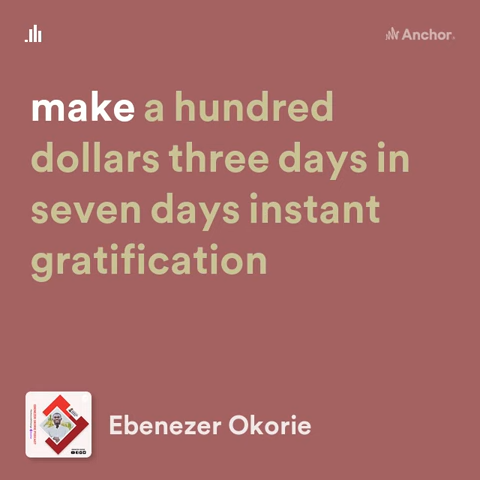 Anchor
make a hundred
dollars three days in
seven days instant
gratification
Ebenezer Okorie